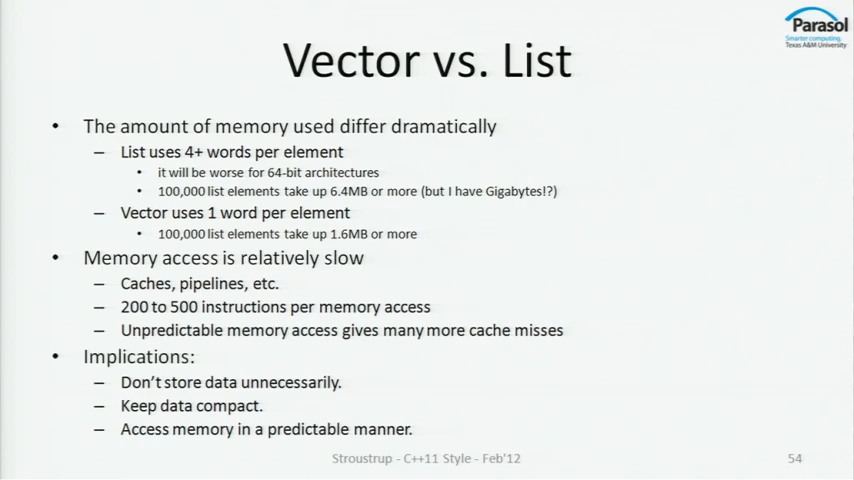 Parasol
Smarter computing.
Texas A&M University
Vector vs. List
• The amount of memory used differ dramatically
– List uses 4+ words per element
• it will be worse for 64-bit architectures
• 100,000 list elements take up 6.4MB or more (but I have Gigabytes!?)
– Vector uses 1 word per element
• 100,000 list elements take up 1.6MB or more
• Memory access is relatively slow
– Caches, pipelines, etc.
– 200 to 500 instructions per memory access
– Unpredictable memory access gives many more cache misses
• Implications:
– Don't store data unnecessarily.
– Keep data compact.
– Access memory in a predictable manner.
Stroustrup - C++11 Style - Feb'12
54